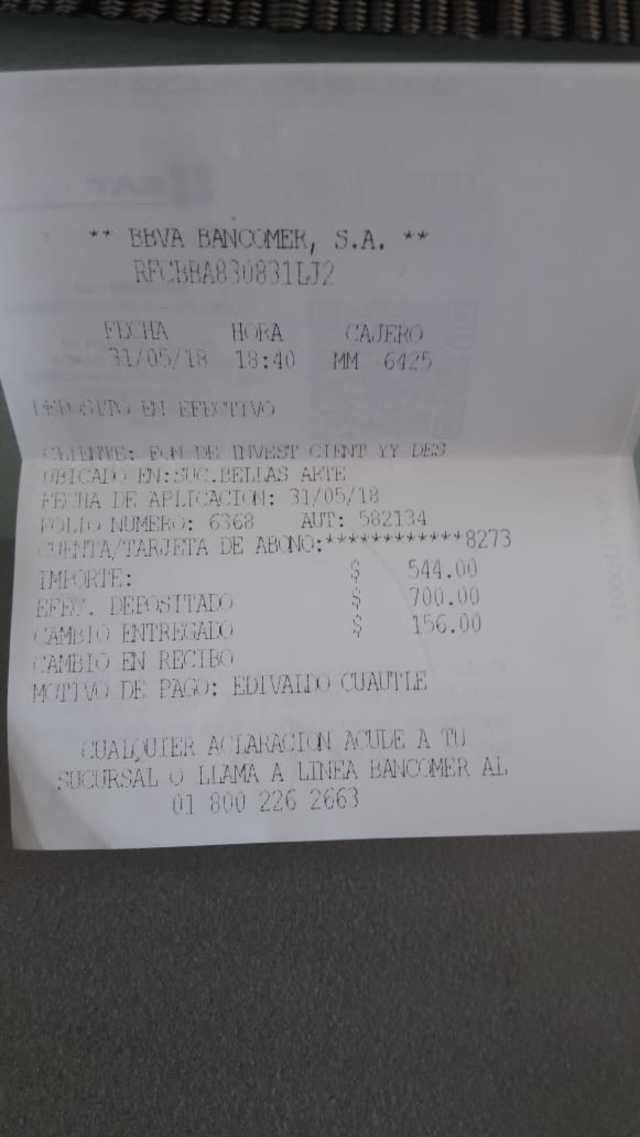 ** BBVA BANCOMER, S.A. **
RFCBBA830831LJ2
FECHA HORA CAJERO
31/05/18 18:40 MM 6425
DEPOSITO EN EFECTIVO
CLIENTE: FON DE INVEST CIENT YY DES
UBICADO EN:SUC.BELLAS ARTE
FECHA DE APLICACION: 31/05/18
FOLIO NUMERO: 6368 AUT: 582134
CUENTA/TARJETA DE ABONO:************8273
IMPORTE: $ 544.00
EFEC. DEPOSITADO $ 700.00
CAMBIO ENTREGADO $ 156.00
CAMBIO EN RECIBO
MOTIVO DE PAGO: EDIVALDO CUAUTLE
CUALQUIER ACLARACION ACUDE A TU
SUCURSAL O LLAMA A LINEA BANCOMER AL
01 800 226 2663